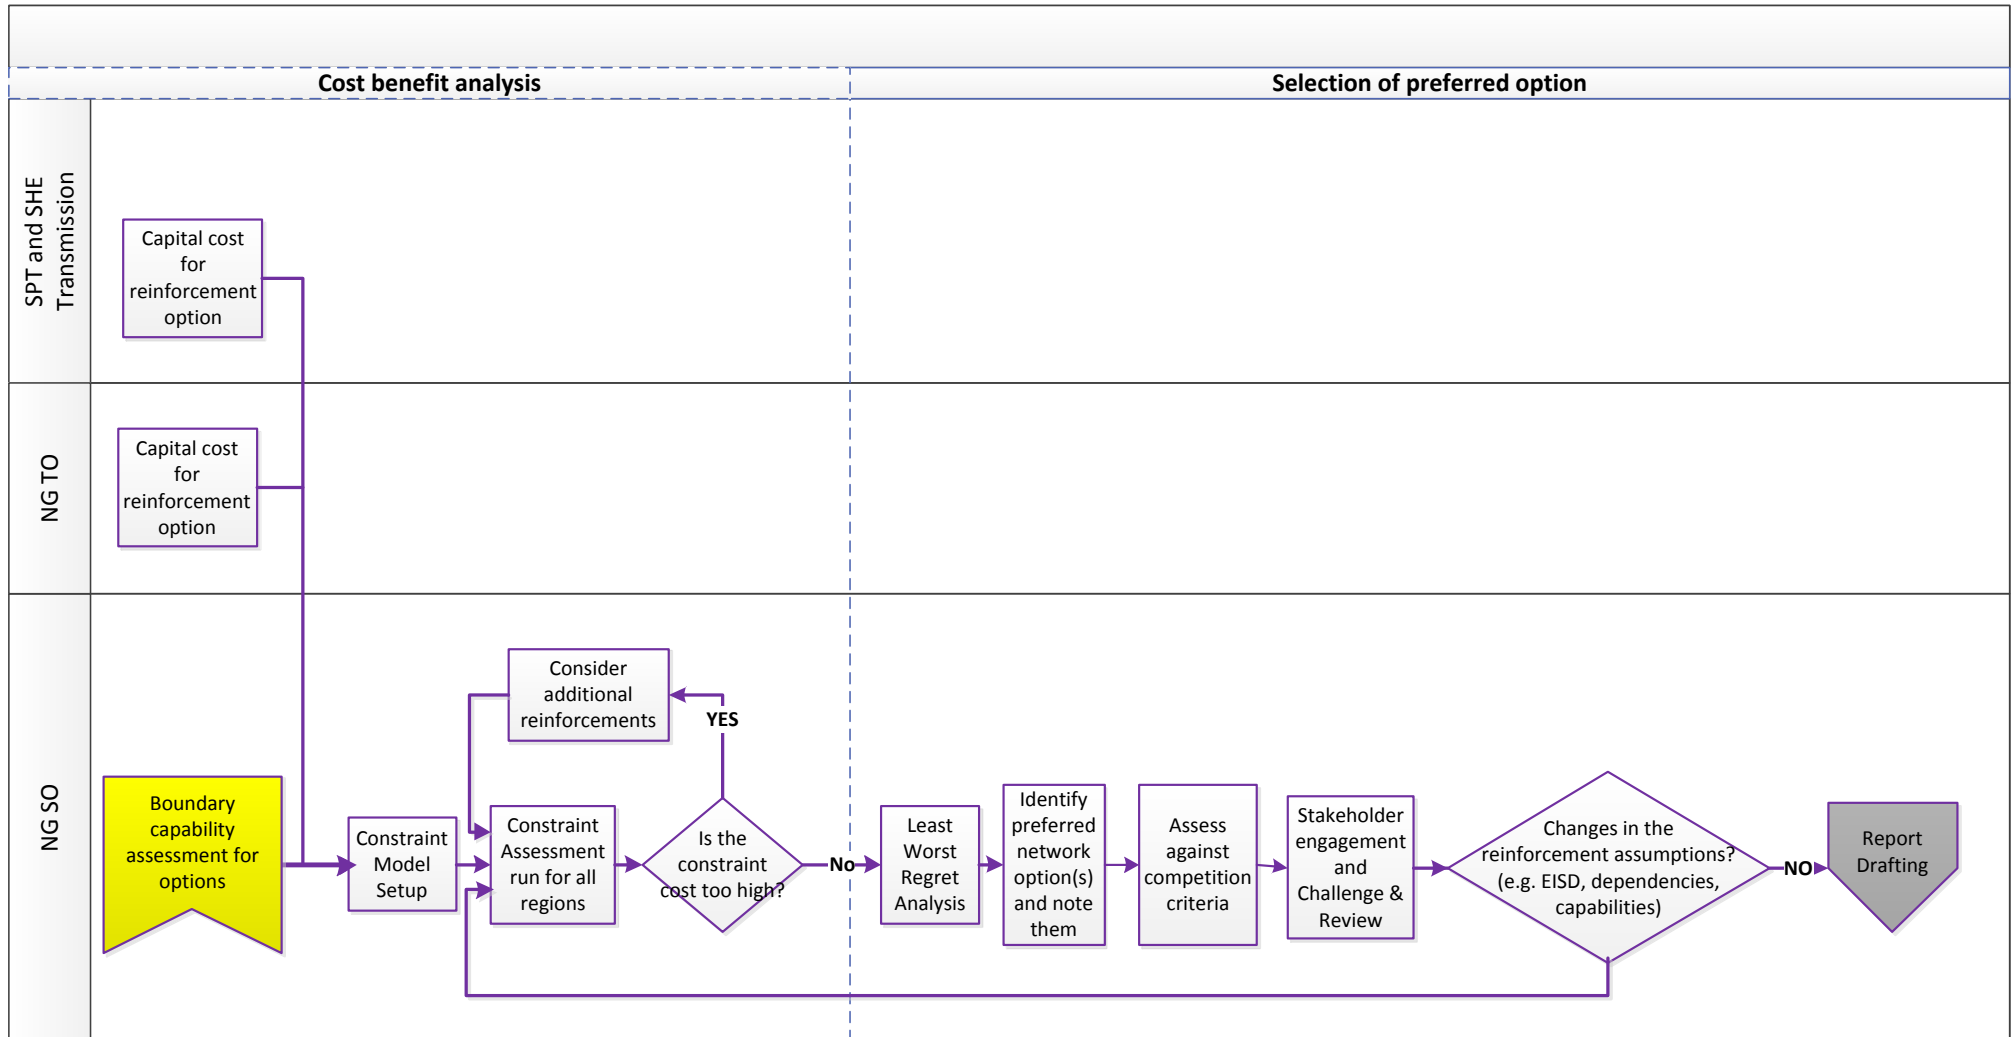 Cost benefit analysis
Selection of preferred option
SPT and SHE
Transmission
Capital cost
for
reinforcement
option
NG TO
Capital cost
for
reinforcement
option
NG SO
Boundary
capability
assessment for
options
Constraint
Model
Setup
Consider
additional
reinforcements
YES
Constraint
Assessment
run for all
regions
Is the
constraint
cost too high?
No
Least
Worst
Regret
Analysis
Identify
preferred
network
option(s)
and note
them
Assess
against
competition
criteria
Stakeholder
engagement
and
Challenge &
Review
Changes in the
reinforcement assumptions?
(e.g. EISD, dependencies,
capabilities)
NO
Report
Drafting